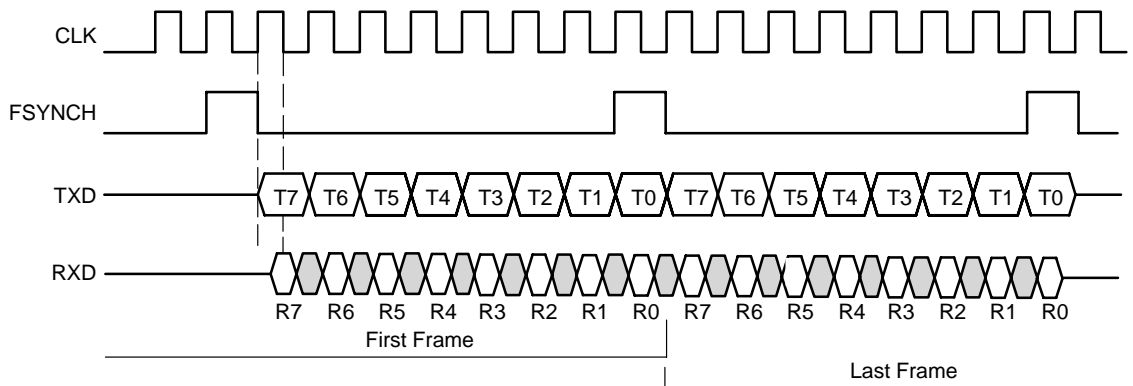 CLK
FSYNCH
TXD T7 T6 T5 T4 T3 T2 T1 T0 T7 T6 T5 T4 T3 T2 T1 T0
RXD
R7 R6 R5 R4 R3 R2 R1 R0 R7 R6 R5 R4 R3 R2 R1 R0
First Frame
Last Frame